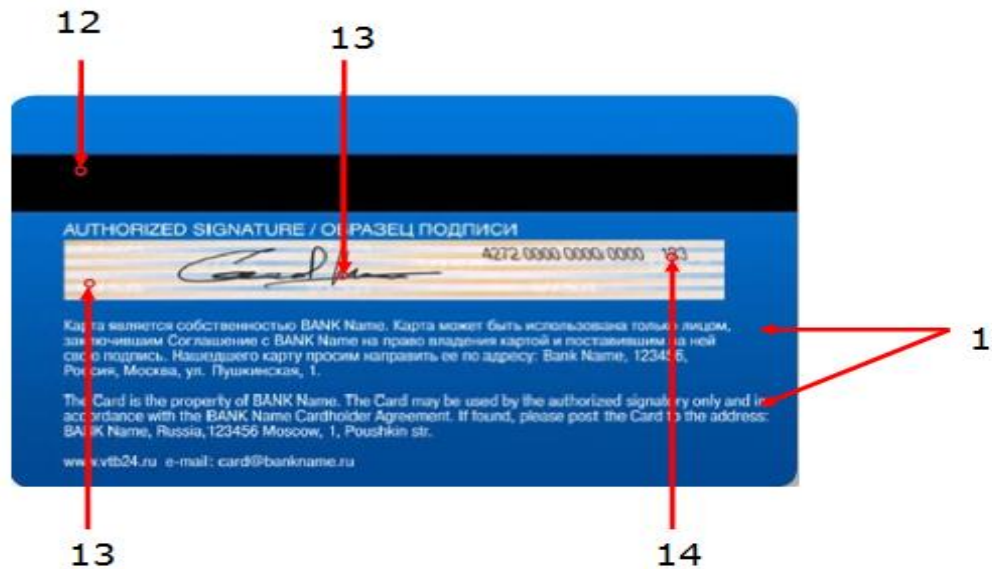 12
13
AUTHORIZED SIGNATURE / ОБРАЗЕЦ ПОДПИСИ
4272 0000 0000 0000 123
Карта является собственностью BANK Name. Карта может быть использована только лицом,
1
заключившим Соглашение с BANK Name на право владения картой и поставившим на ней
свою подпись. Нашедшего карту просим направить ее по адресу: Bank Name, 123456,
Россия, Москва, ул. Пушкинская, 1.
The Card is the property of BANK Name. The Card may be used by the authorized signatory only and in
accordance with the BANK Name Cardholder Agreement. If found, please post the Card to the address:
BANK Name, Russia,123456 Moscow, 1, Poushkin str.
www.vtb24.ru e-mail: card@bankname.ru
13
14